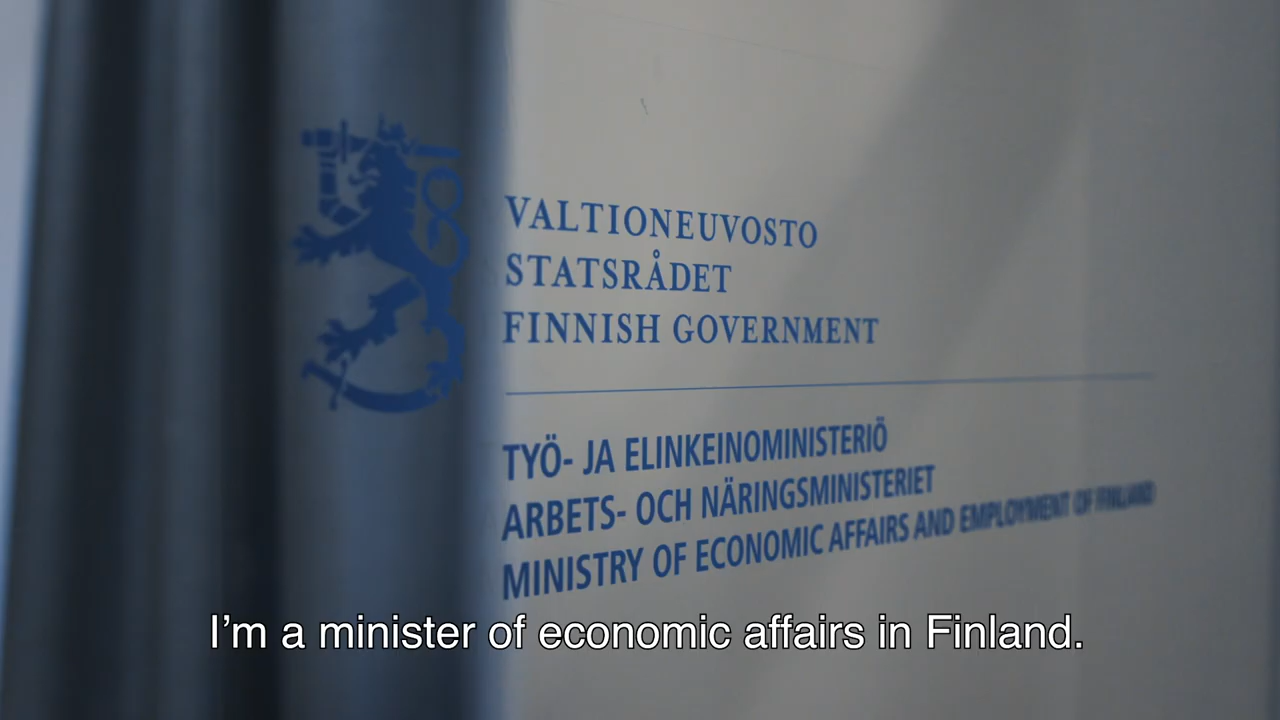 VALTIONEUVOSTO
STATSRÅDET
FINNISH GOVERNMENT
TYÖ- JA ELINKEINOMINISTERIÖ
ARBETS- OCH NÄRINGSMINISTERIET
MINISTRY OF ECONOMIC AFFAIRS AND EMPLOYMENT OF FINLAND
I'm a minister of economic affairs in Finland.